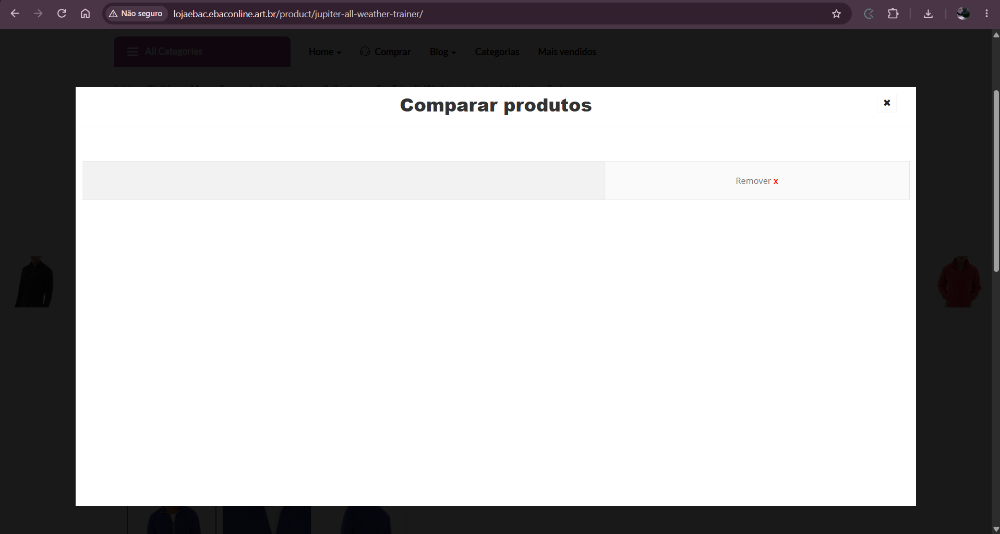 Não seguro
lojaebac.ebaconline.art.br/product/jupiter-all-weather-trainer/
All Categories
Home
Comprar
Blog
Categorias
Mais vendidos
Comparar produtos
Remover x